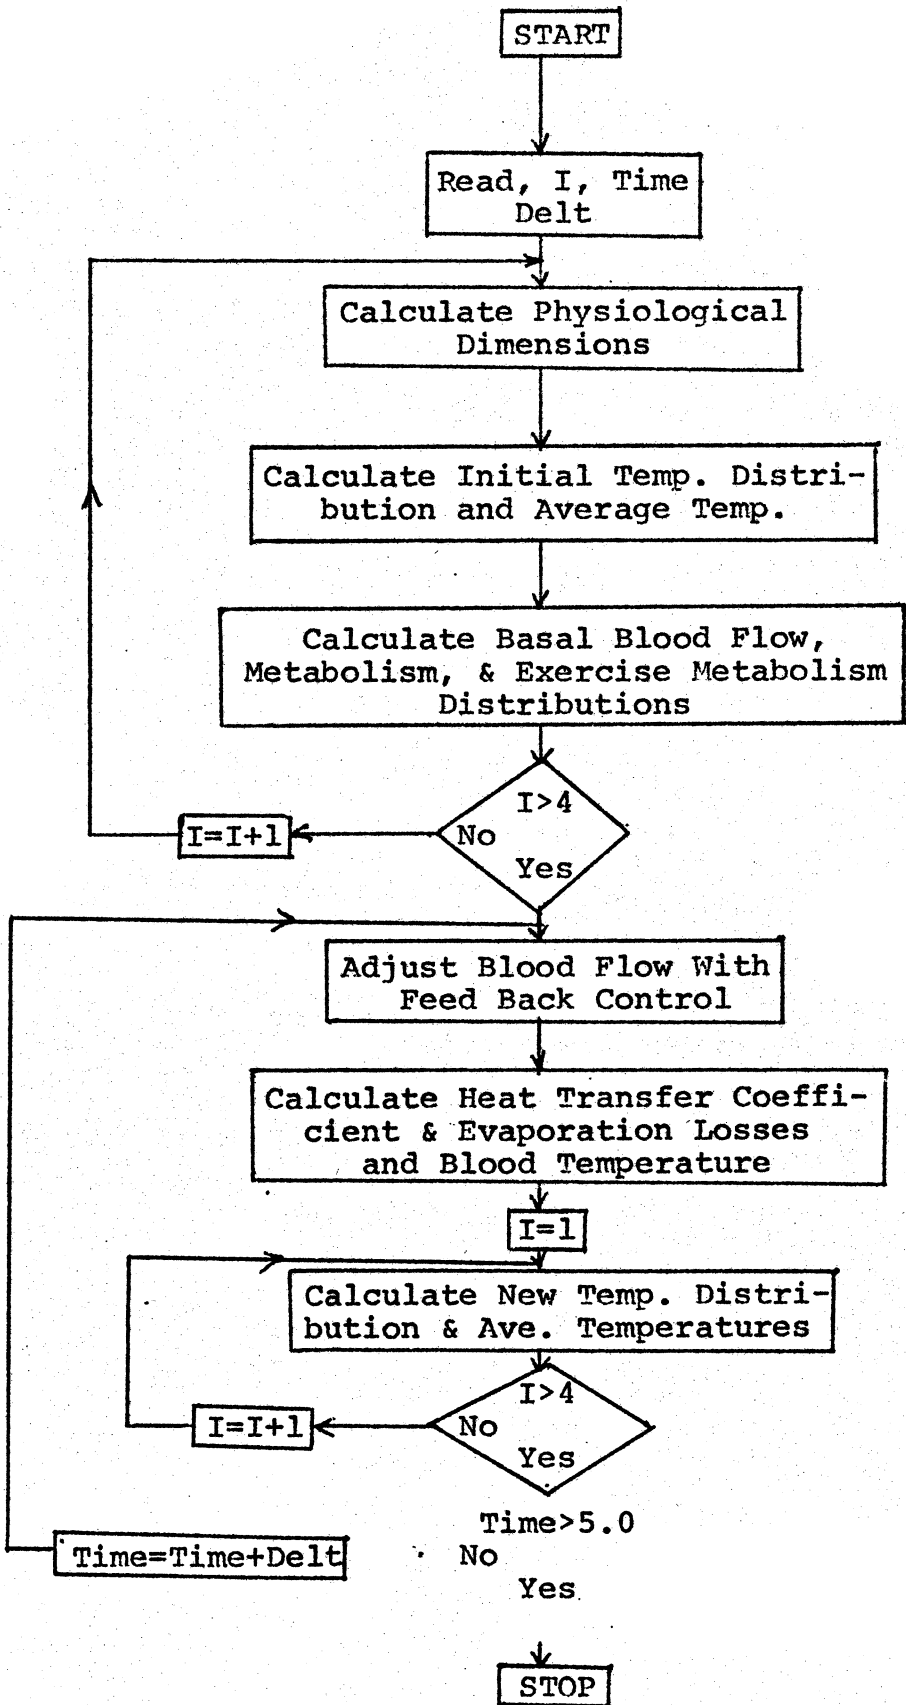 START
Read, I, Time
Delt
Calculate Physiological
Dimensions
Calculate Initial Temp. Distri-
bution and Average Temp.
Calculate Basal Blood Flow,
Metabolism, & Exercise Metabolism
Distributions
I>4
I=I+1
No
Yes
Adjust Blood Flow With
Feed Back Control
Calculate Heat Transfer Coeffi-
cient & Evaporation Losses
and Blood Temperature
I=1
Calculate New Temp. Distri-
bution & Ave. Temperatures
I>4
I=I+1
No
Yes
Time>5.0
Time=Time+Delt
No
Yes
STOP